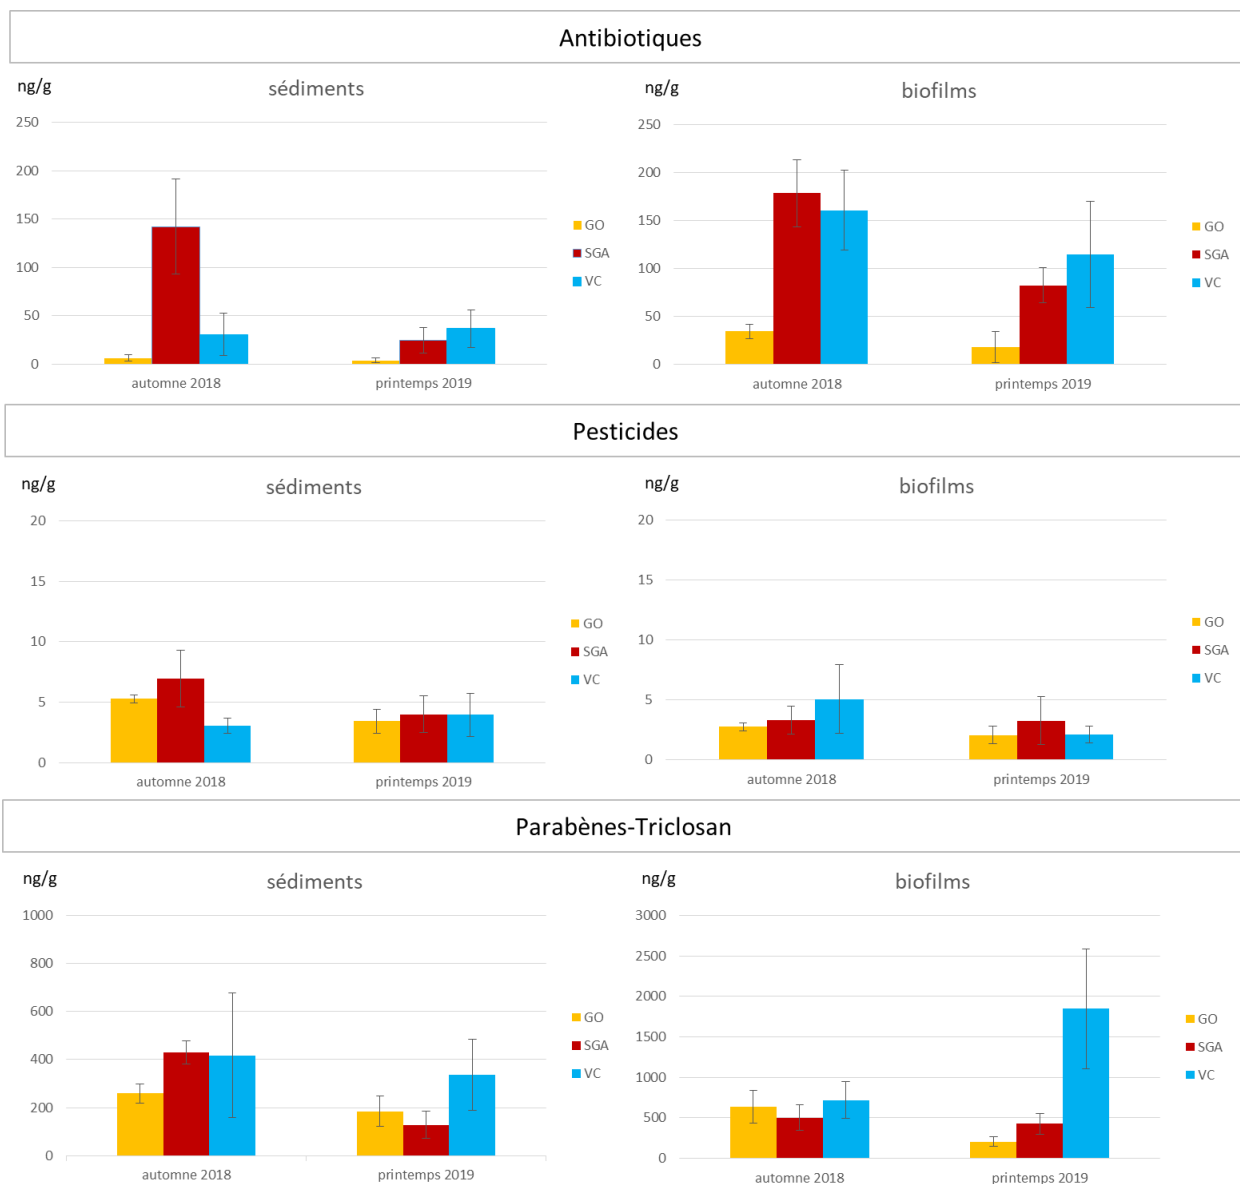 Antibiotiques
ng/g
sédiments
250
200
150
100
50
0
automne 2018
printemps 2019
GO
SGA
VC
ng/g
biofilms
250
200
150
100
50
0
automne 2018
printemps 2019
GO
SGA
VC
Pesticides
ng/g
sédiments
20
15
10
5
0
automne 2018
printemps 2019
GO
SGA
VC
ng/g
biofilms
20
15
10
5
0
automne 2018
printemps 2019
GO
SGA
VC
Parabènes-Triclosan
ng/g
sédiments
1000
800
600
400
200
0
automne 2018
printemps 2019
GO
SGA
VC
ng/g
biofilms
3000
2500
2000
1500
1000
500
0
automne 2018
printemps 2019
GO
SGA
VC